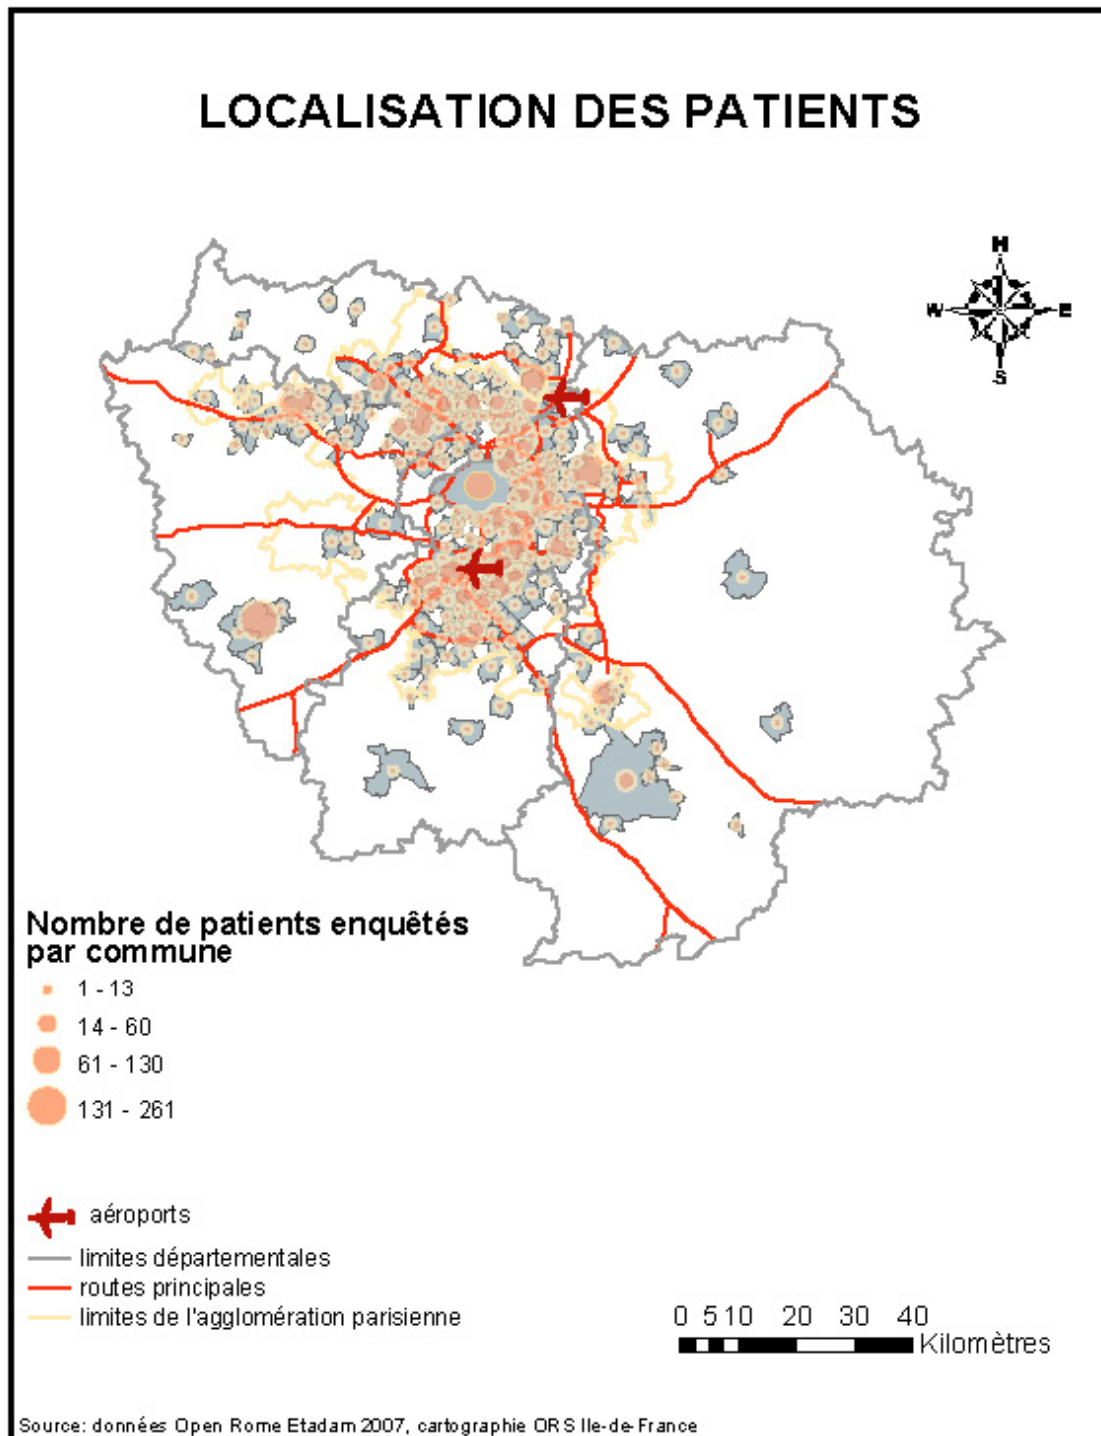 LOCALISATION DES PATIENTS
N
W
E
S
Nombre de patients enquêtés
par commune
1 - 13
14 - 60
61 - 130
131 - 261
aéroports
limites départementales
routes principales
limites de l'agglomération parisienne
0 5 10 20 30 40
Kilomètres
Source: données Open Rome Etadam 2007, cartographie ORS Ile-de-France